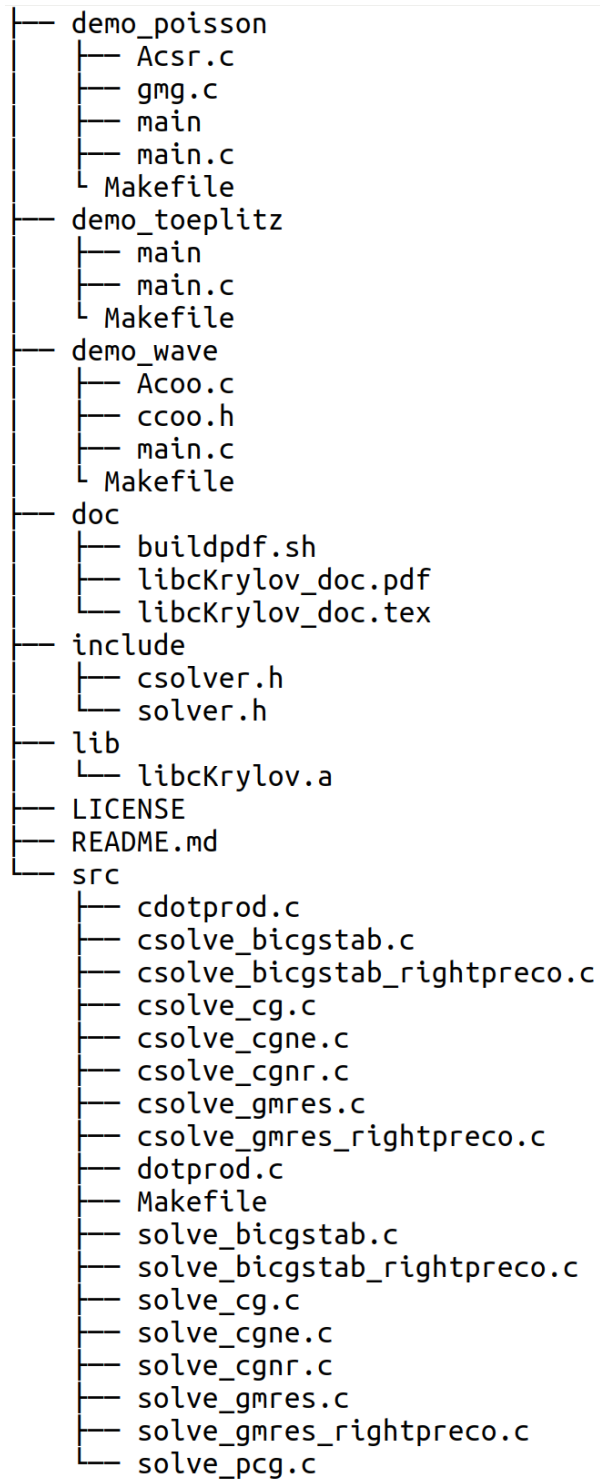 ├── demo_poisson
│   ├── Acsr.c
│   ├── gmg.c
│   ├── main
│   ├── main.c
│   └ Makefile
├── demo_toeplitz
│   ├── main
│   ├── main.c
│   └ Makefile
├── demo_wave
│   ├── Acoo.c
│   ├── ccoo.h
│   ├── main.c
│   └ Makefile
├── doc
│   ├── buildpdf.sh
│   ├── libcKrylov_doc.pdf
│   └── libcKrylov_doc.tex
├── include
│   ├── csolver.h
│   └── solver.h
├── lib
│   └── libcKrylov.a
├── LICENSE
├── README.md
└── src
    ├── cdotprod.c
    ├── csolve_bicgstab.c
    ├── csolve_bicgstab_rightpreco.c
    ├── csolve_cg.c
    ├── csolve_cgne.c
    ├── csolve_cgnr.c
    ├── csolve_gmres.c
    ├── csolve_gmres_rightpreco.c
    ├── dotprod.c
    ├── Makefile
    ├── solve_bicgstab.c
    ├── solve_bicgstab_rightpreco.c
    ├── solve_cg.c
    ├── solve_cgne.c
    ├── solve_cgnr.c
    ├── solve_gmres.c
    ├── solve_gmres_rightpreco.c
    └── solve_pcg.c